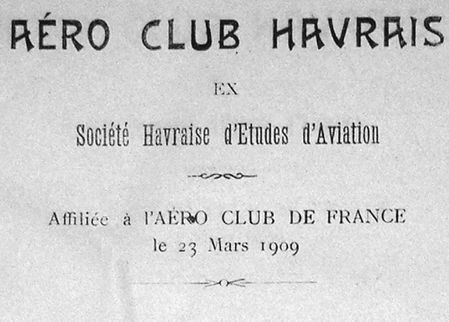 AÉRO CLUB HAVRAIS
EX
Société Havraise d'Etudes d'Aviation
Affiliée à l'AÉRO CLUB DE FRANCE
le 23 Mars 1909